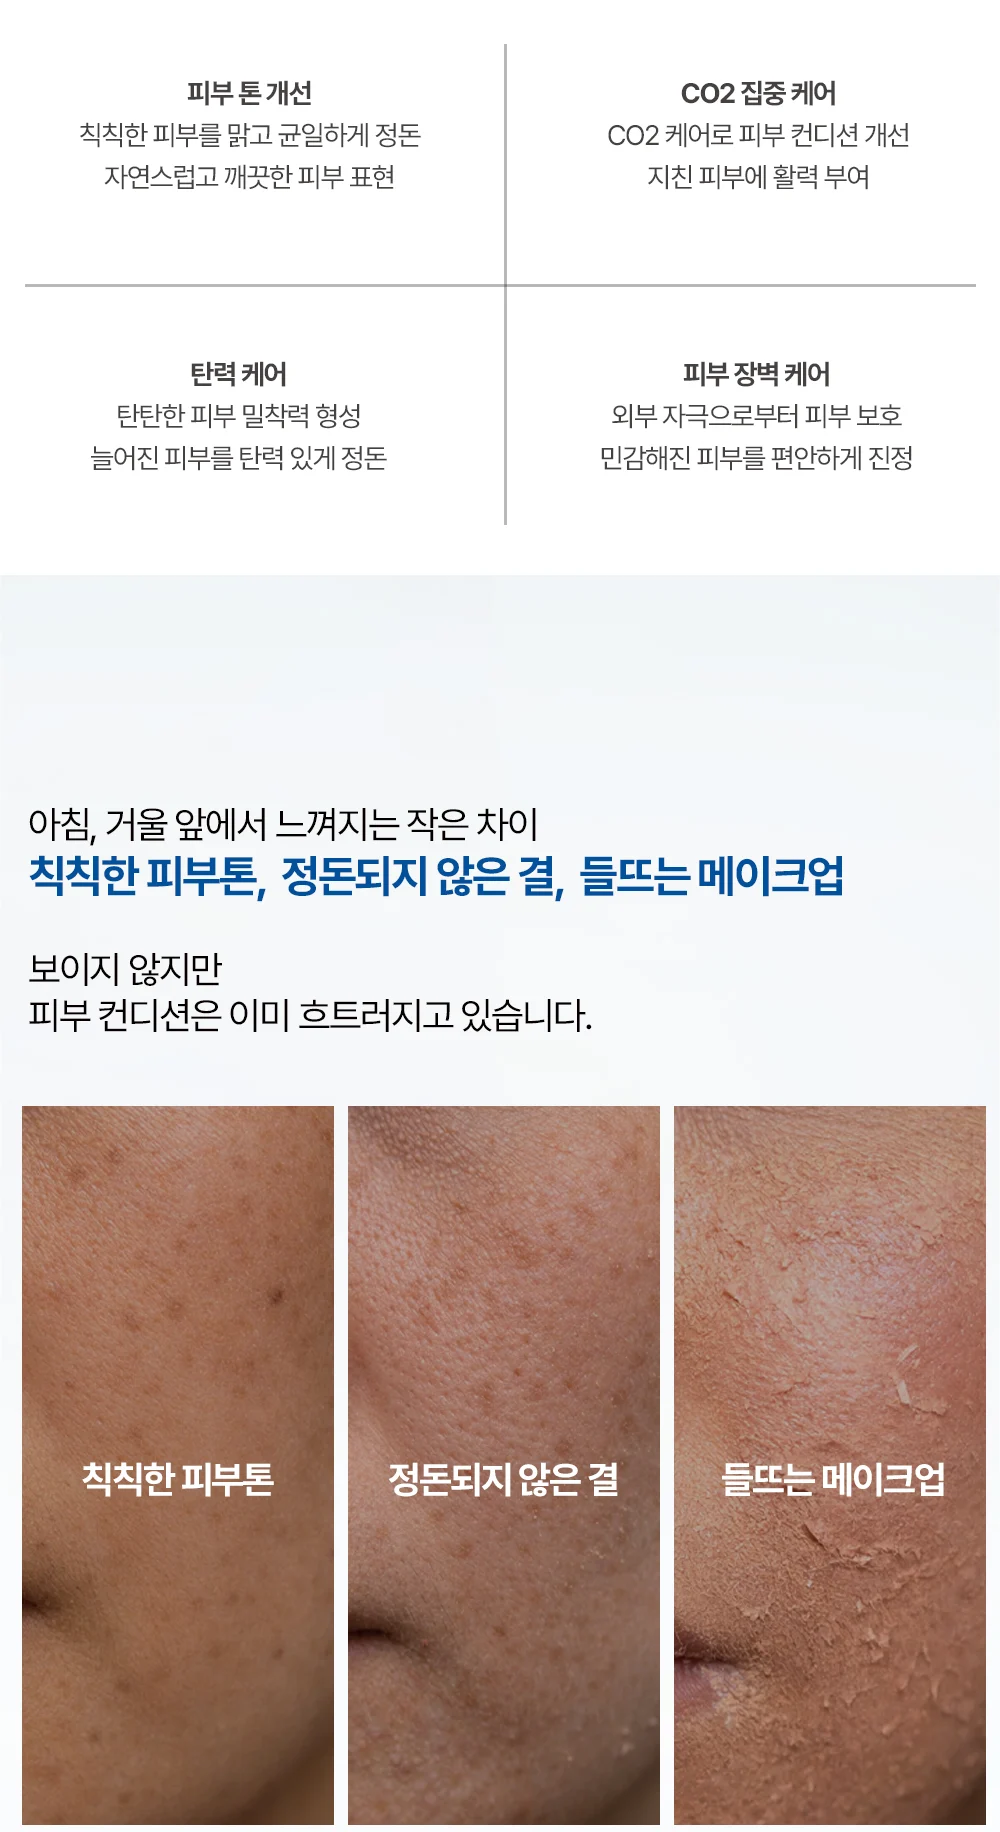 피부 톤 개선
칙칙한 피부를 맑고 균일하게 정돈
자연스럽고 깨끗한 피부 표현
CO2 집중 케어
CO2 케어로 피부 컨디션 개선
지친 피부에 활력 부여
탄력 케어
탄탄한 피부 밀착력 형성
늘어진 피부를 탄력 있게 정돈
피부 장벽 케어
외부 자극으로부터 피부 보호
민감해진 피부를 편안하게 진정
아침, 거울 앞에서 느껴지는 작은 차이
칙칙한 피부톤, 정돈되지 않은 결, 들뜨는 메이크업
보이지 않지만
피부 컨디션은 이미 흐트러지고 있습니다.
칙칙한 피부톤
정돈되지 않은 결
들뜨는 메이크업